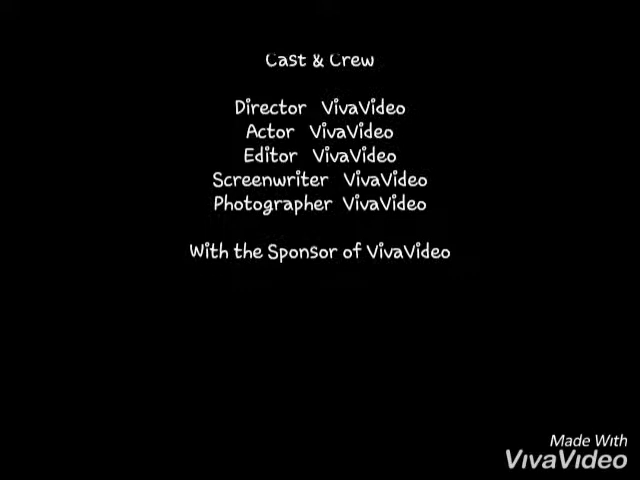 Cast & Crew
Director VivaVideo
Actor VivaVideo
Editor VivaVideo
Screenwriter VivaVideo
Photographer VivaVideo
With the Sponsor of VivaVideo
Made With
VivaVideo